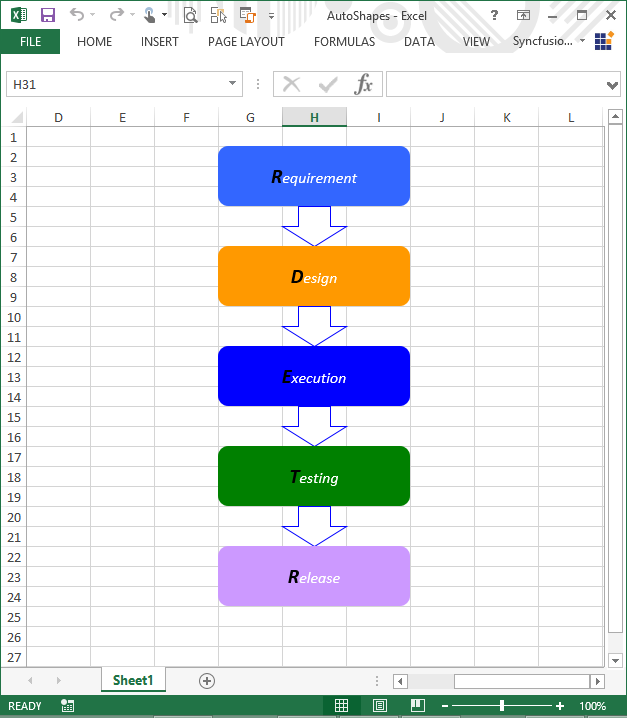 AutoShapes - Excel
FILE HOME INSERT PAGE LAYOUT FORMULAS DATA VIEW Syncfusio...
H31 fx
D E F G H I J K L
1
2
3 Requirement
4
5
6
7
8 Design
9
10
11
12
13 Execution
14
15
16
17
18 Testing
19
20
21
22
23 Release
24
25
26
27
Sheet1
READY 100%